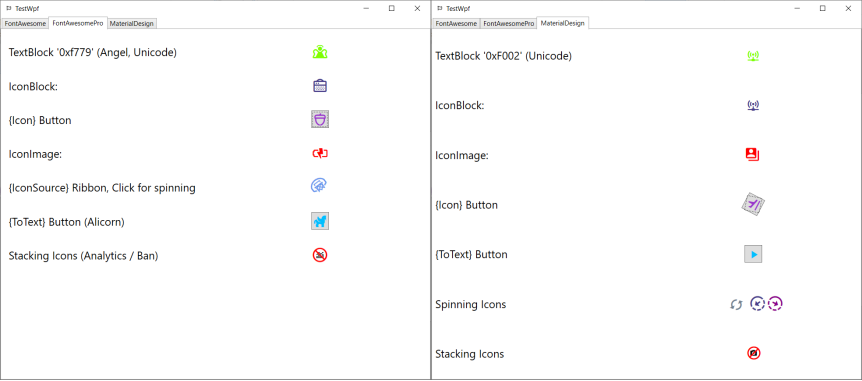 TestWpf
FontAwesome FontAwesomePro MaterialDesign
TextBlock '0xf779' (Angel, Unicode)
IconBlock:
{Icon} Button
IconImage:
{IconSource} Ribbon, Click for spinning
{ToText} Button (Alicorn)
Stacking Icons (Analytics / Ban)
TestWpf
FontAwesome FontAwesomePro MaterialDesign
TextBlock '0xF002' (Unicode)
IconBlock:
IconImage:
{Icon} Button
{ToText} Button
Spinning Icons
Stacking Icons